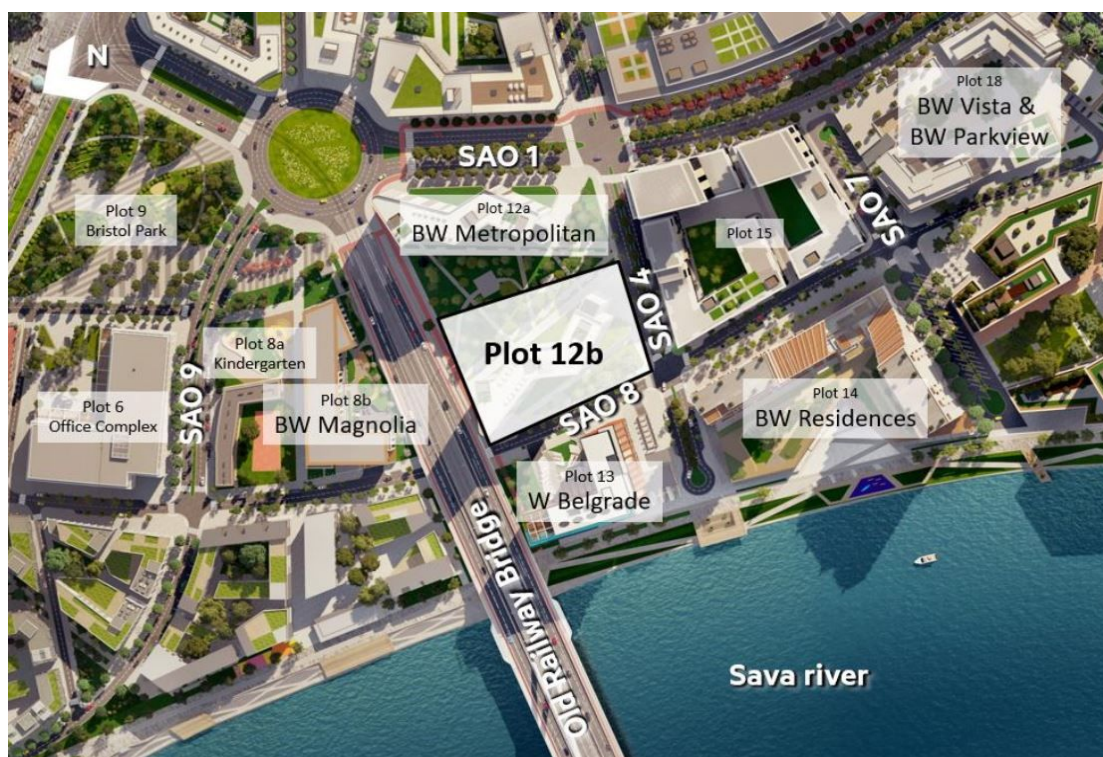 N
SAO 1
Plot 18
BW Vista &
BW Parkview
Plot 9
Bristol Park
Plot 12a
BW Metropolitan
Plot 15
SAO 7
SAO 4
Plot 12b
Plot 8a
Kindergarten
Plot 6
Office Complex
SAO 9
Plot 8b
BW Magnolia
SAO 8
Plot 14
BW Residences
Plot 13
W Belgrade
Old Railway Bridge
Sava river